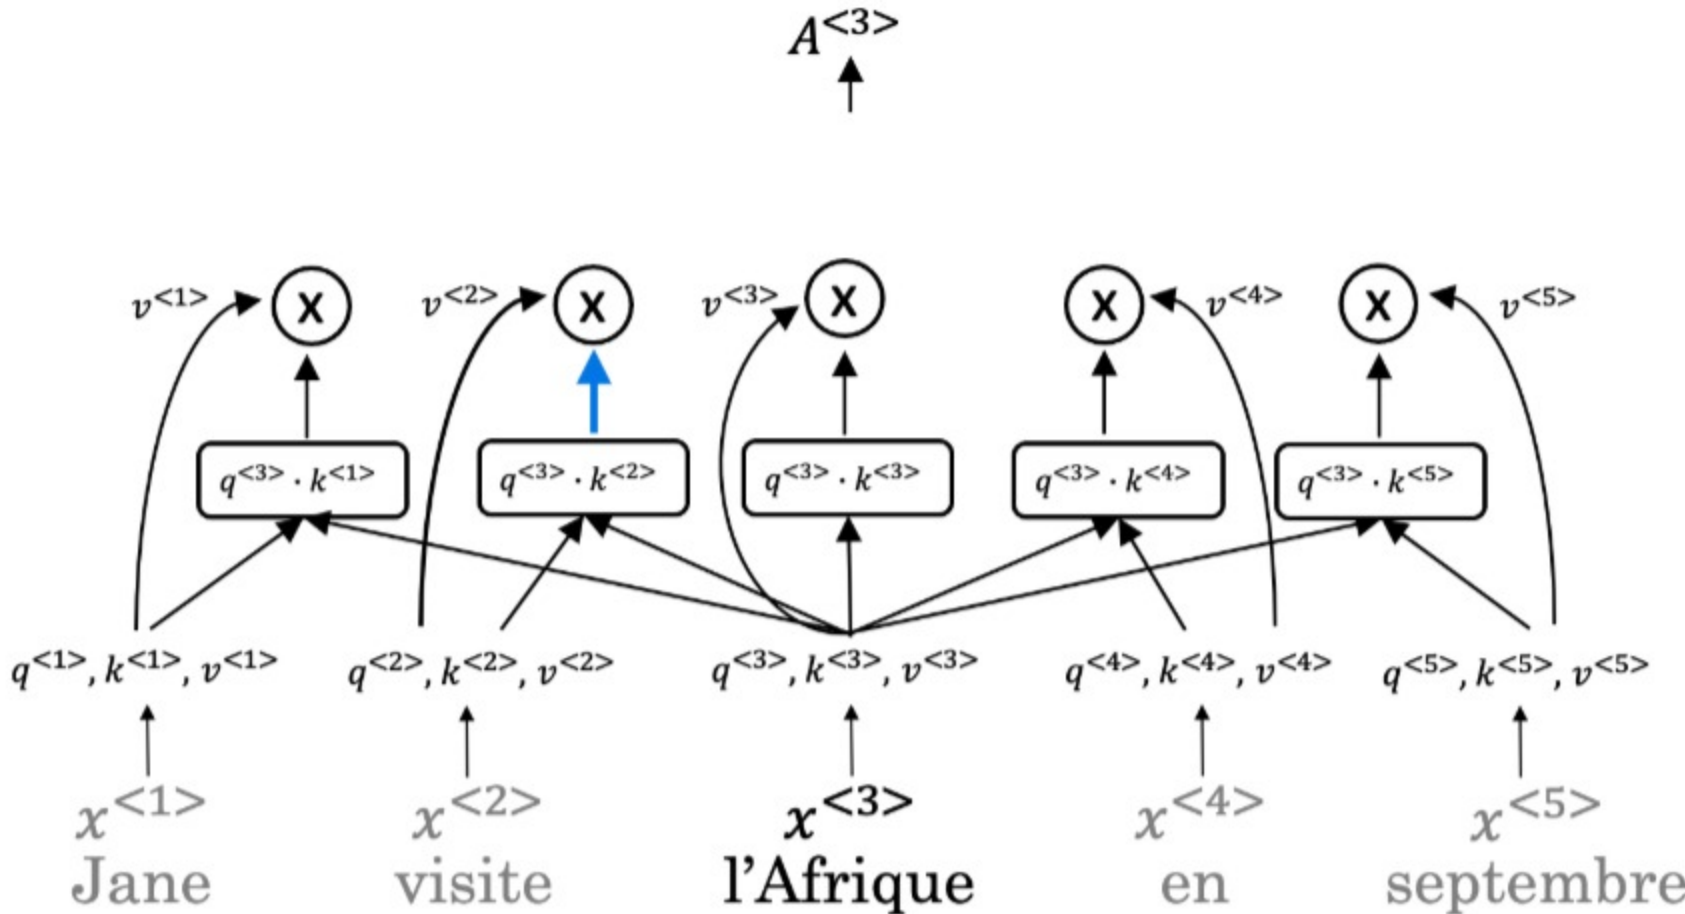 A<3>
v<1> X v<2> X v<3> X X v<4> X v<5>
q<3> · k<1> q<3> · k<2> q<3> · k<3> q<3> · k<4> q<3> · k<5>
q<1>, k<1>, v<1> q<2>, k<2>, v<2> q<3>, k<3>, v<3> q<4>, k<4>, v<4> q<5>, k<5>, v<5>
x<1> x<2> x<3> x<4> x<5>
Jane visite l’Afrique en septembre